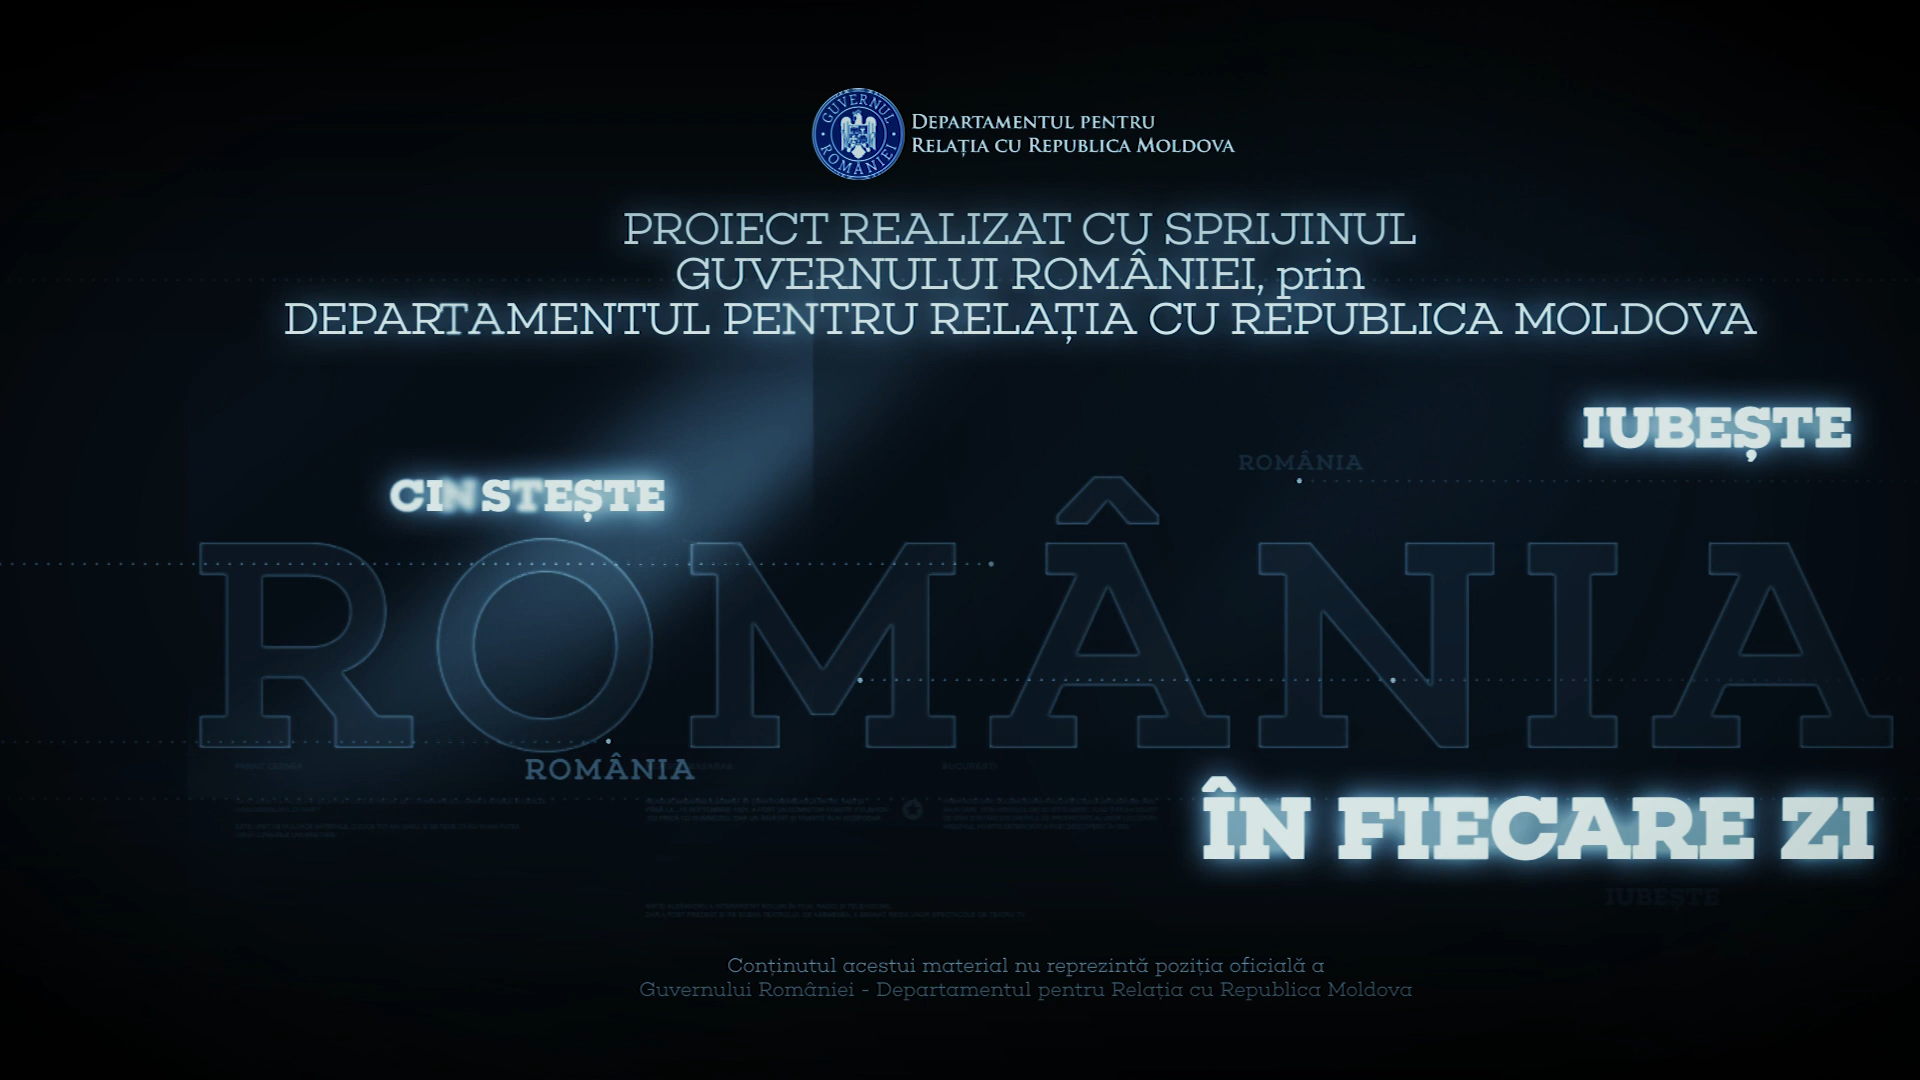 GUVERNUL ROMÂNIEI
DEPARTAMENTUL PENTRU
RELAȚIA CU REPUBLICA MOLDOVA
PROIECT REALIZAT CU SPRIJINUL
GUVERNULUI ROMÂNIEI, prin
DEPARTAMENTUL PENTRU RELAȚIA CU REPUBLICA MOLDOVA
IUBEȘTE
ROMÂNIA
CINSTEȘTE
ROMÂNIA
ROMÂNIA
ÎN FIECARE ZI
IUBEȘTE
Conținutul acestui material nu reprezintă poziția oficială a
Guvernului României - Departamentul pentru Relația cu Republica Moldova